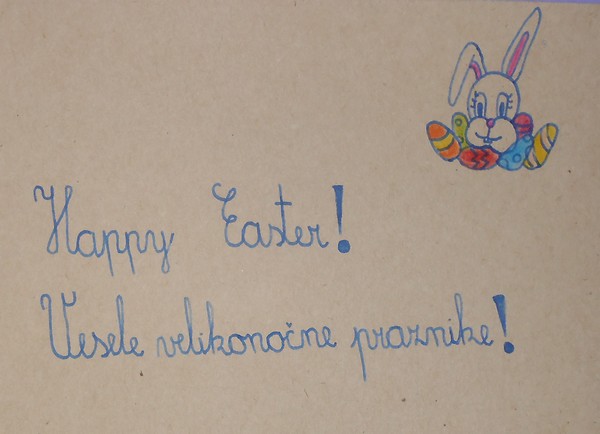 Happy Easter!
Vesele velikonočne praznike!